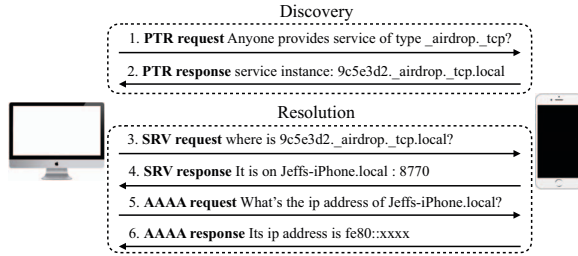 Discovery
1. PTR request Anyone provides service of type _airdrop._tcp?
2. PTR response service instance: 9c5e3d2._airdrop._tcp.local
Resolution
3. SRV request where is 9c5e3d2._airdrop._tcp.local?
4. SRV response It is on Jeffs-iPhone.local : 8770
5. AAAA request What's the ip address of Jeffs-iPhone.local?
6. AAAA response Its ip address is fe80::xxxx